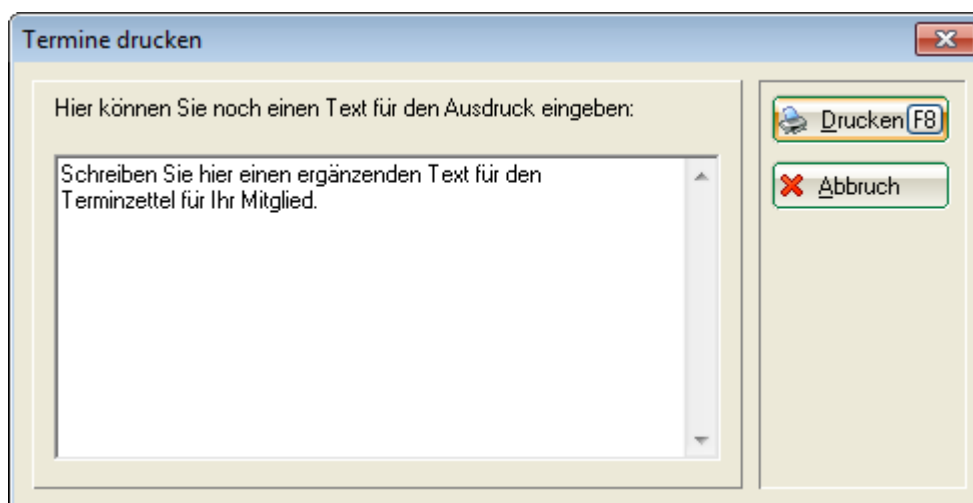 Termine drucken
Hier können Sie noch einen Text für den Ausdruck eingeben:
Schreiben Sie hier einen ergänzenden Text für den
Terminzettel für Ihr Mitglied.
Drucken F8
Abbruch